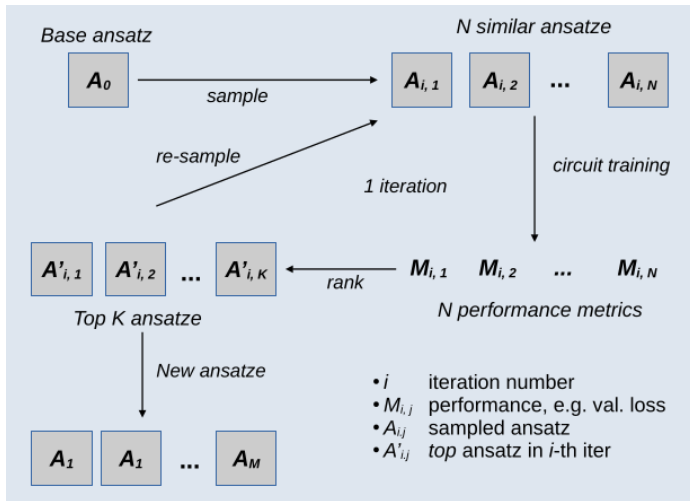 Base ansatz
N similar ansatze
A0
sample
Ai, 1 Ai, 2 ... Ai, N
re-sample
1 iteration
circuit training
A'i, 1 A'i, 2 ... A'i, K
rank
Mi, 1 Mi, 2 ... Mi, N
Top K ansatze
N performance metrics
New ansatze
• i iteration number
• Mi, j performance, e.g. val. loss
• Ai,j sampled ansatz
• A'i,j top ansatz in i-th iter
A1 A1 ... AM